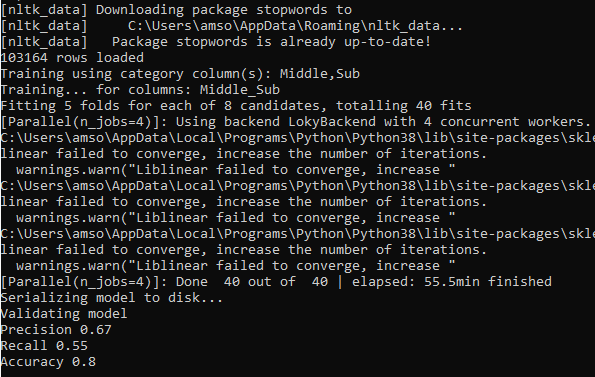 [nltk_data] Downloading package stopwords to
[nltk_data]     C:\Users\amso\AppData\Roaming\nltk_data...
[nltk_data]   Package stopwords is already up-to-date!
103164 rows loaded
Training using category column(s): Middle,Sub
Training... for columns: Middle_Sub
Fitting 5 folds for each of 8 candidates, totalling 40 fits
[Parallel(n_jobs=4)]: Using backend LokyBackend with 4 concurrent workers.
C:\Users\amso\AppData\Local\Programs\Python\Python38\lib\site-packages\skle
linear failed to converge, increase the number of iterations.
  warnings.warn("Liblinear failed to converge, increase "
C:\Users\amso\AppData\Local\Programs\Python\Python38\lib\site-packages\skle
linear failed to converge, increase the number of iterations.
  warnings.warn("Liblinear failed to converge, increase "
C:\Users\amso\AppData\Local\Programs\Python\Python38\lib\site-packages\skle
linear failed to converge, increase the number of iterations.
  warnings.warn("Liblinear failed to converge, increase "
[Parallel(n_jobs=4)]: Done  40 out of  40 | elapsed: 55.5min finished
Serializing model to disk...
Validating model
Precision 0.67
Recall 0.55
Accuracy 0.8